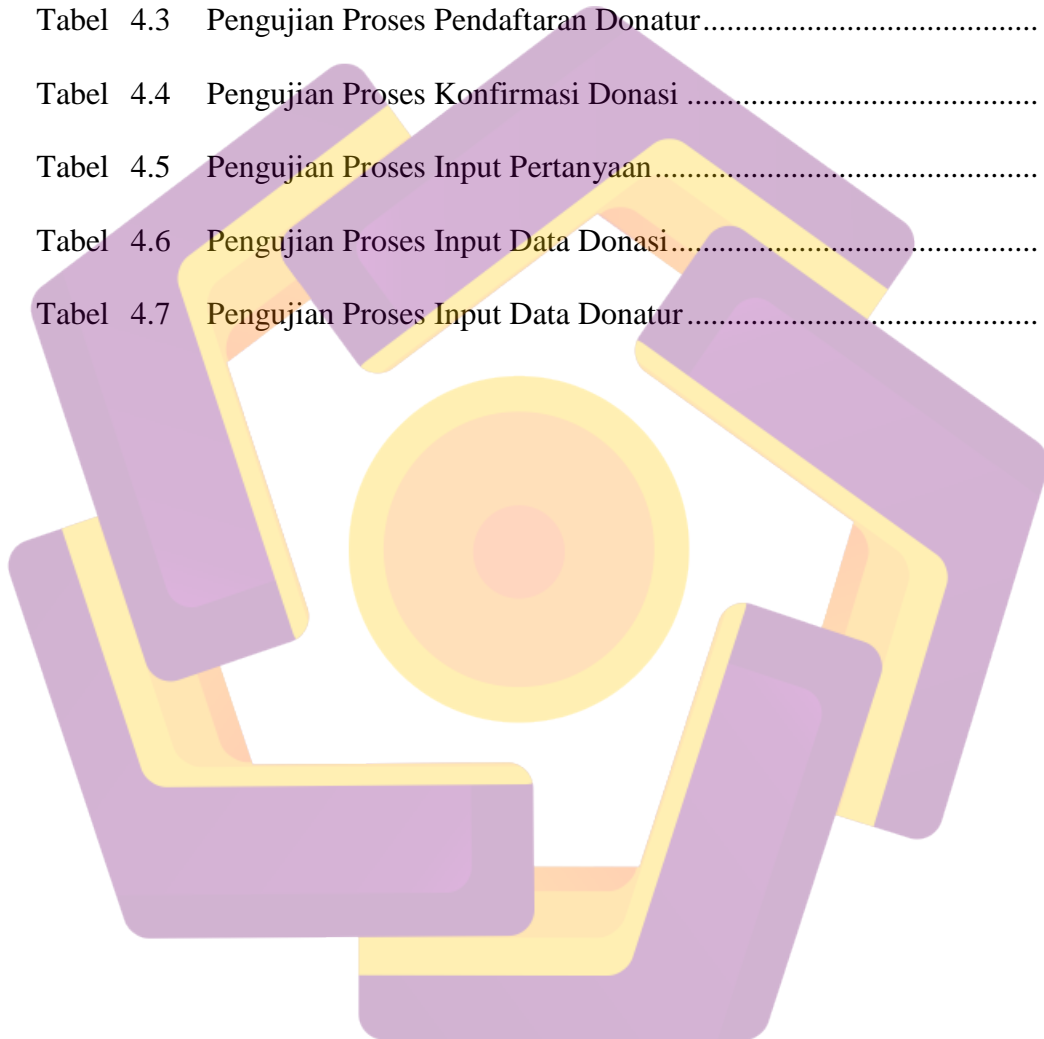 Tabel 4.3 Pengujian Proses Pendaftaran Donatur.......................................
Tabel 4.4 Pengujian Proses Konfirmasi Donasi .........................................
Tabel 4.5 Pengujian Proses Input Pertanyaan.............................................
Tabel 4.6 Pengujian Proses Input Data Donasi...........................................
Tabel 4.7 Pengujian Proses Input Data Donatur.........................................